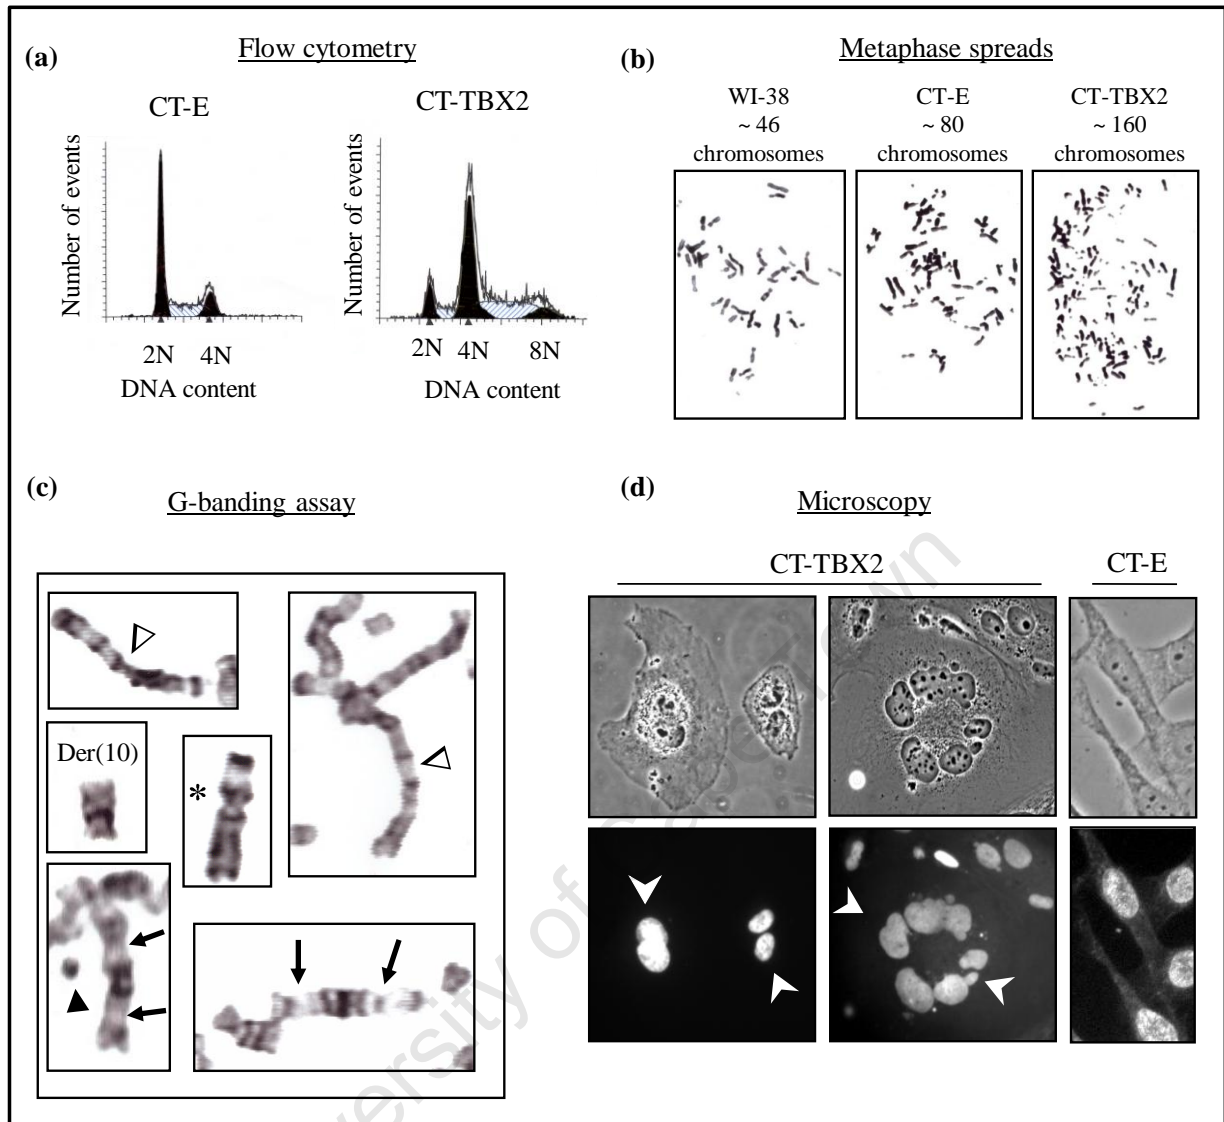 (a)
Flow cytometry
CT-E
CT-TBX2
Number of events
Number of events
2N 4N
2N 4N 8N
DNA content
DNA content
(b)
Metaphase spreads
WI-38
~ 46
chromosomes
CT-E
~ 80
chromosomes
CT-TBX2
~ 160
chromosomes
(c)
G-banding assay
Der(10)
*
(d)
Microscopy
CT-TBX2
CT-E